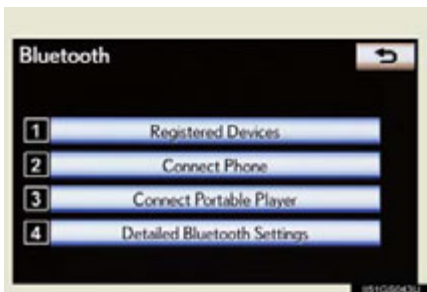 Bluetooth
1 Registered Devices
2 Connect Phone
3 Connect Portable Player
4 Detailed Bluetooth Settings